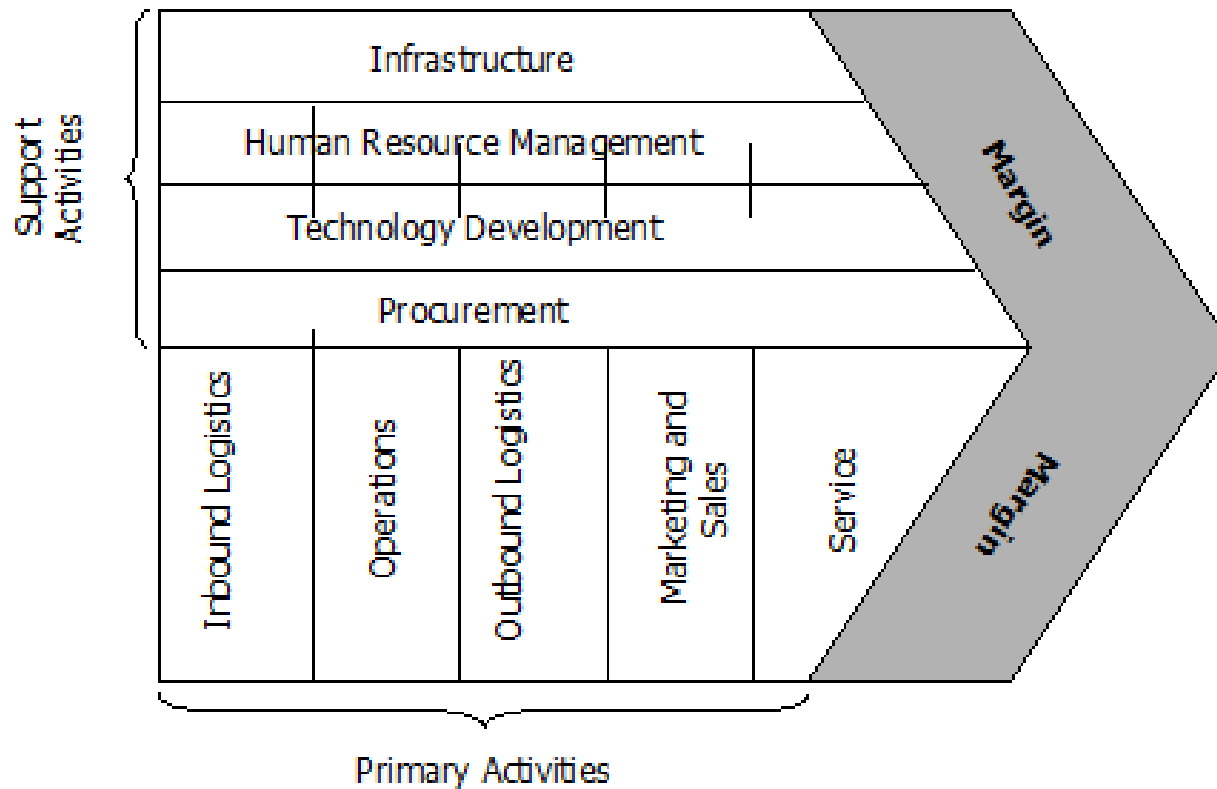 Support
Activities
Infrastructure
Human Resource Management
Technology Development
Procurement
Margin
Inbound Logistics
Operations
Outbound Logistics
Marketing and
Sales
Service
Margin
Primary Activities